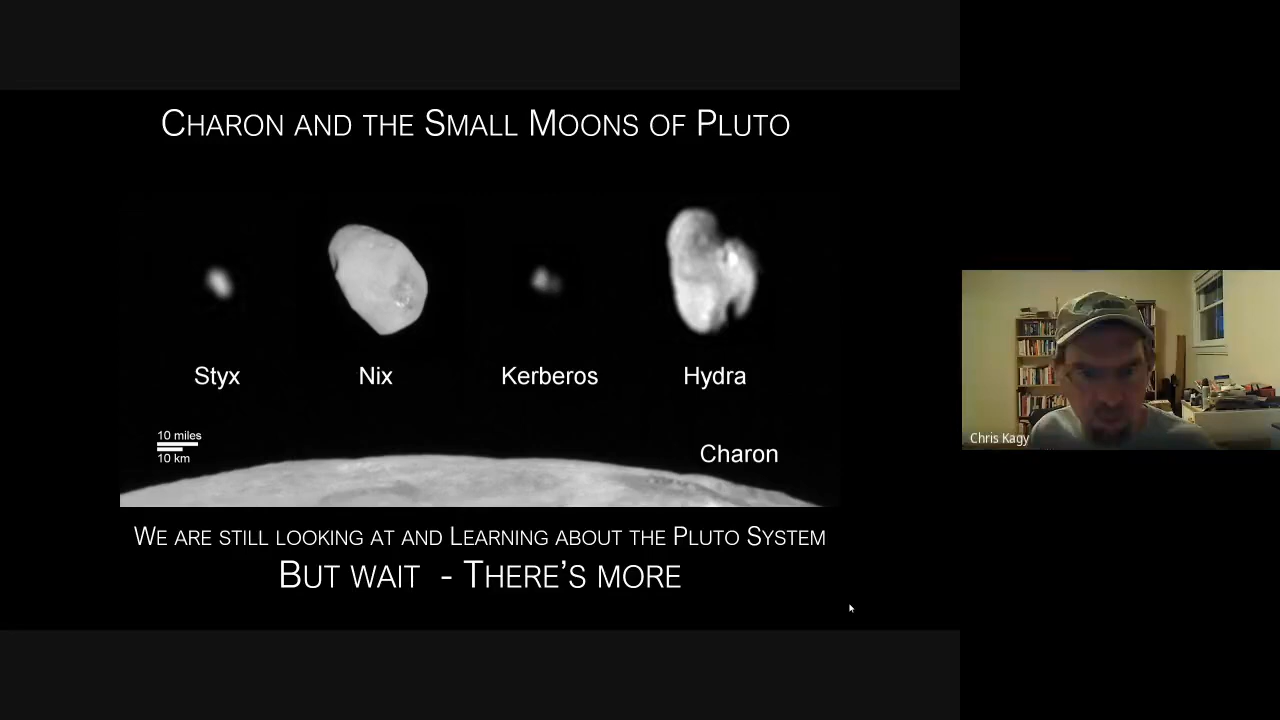 Charon and the Small Moons of Pluto
Styx
Nix
Kerberos
Hydra
10 miles
10 km
Charon
We are still looking at and Learning about the Pluto System
But wait - There's more
Chris Kagy